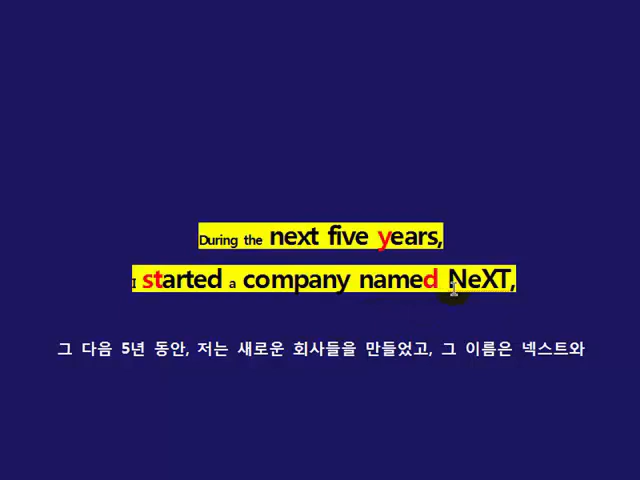 During the next five years,
I started a company named NeXT,
그 다음 5년 동안, 저는 새로운 회사들을 만들었고, 그 이름은 넥스트와